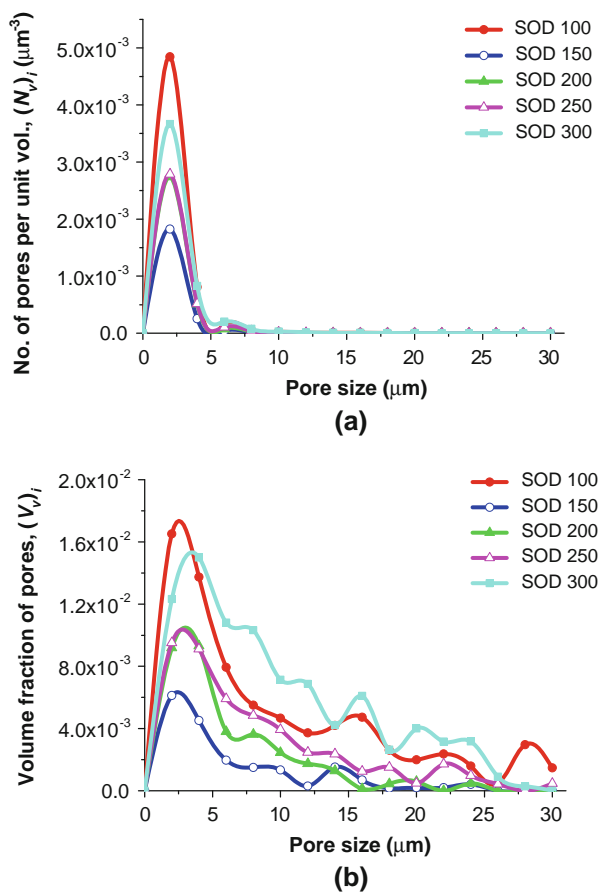 No. of pores per unit vol., (Nᵥ)ᵢ (μm⁻³)
5.0x10⁻³
4.0x10⁻³
3.0x10⁻³
2.0x10⁻³
1.0x10⁻³
0.0
SOD 100
SOD 150
SOD 200
SOD 250
SOD 300
0 5 10 15 20 25 30
Pore size (μm)
(a)
Volume fraction of pores, (Vᵥ)ᵢ
2.0x10⁻²
1.6x10⁻²
1.2x10⁻²
8.0x10⁻³
4.0x10⁻³
0.0
SOD 100
SOD 150
SOD 200
SOD 250
SOD 300
0 5 10 15 20 25 30
Pore size (μm)
(b)